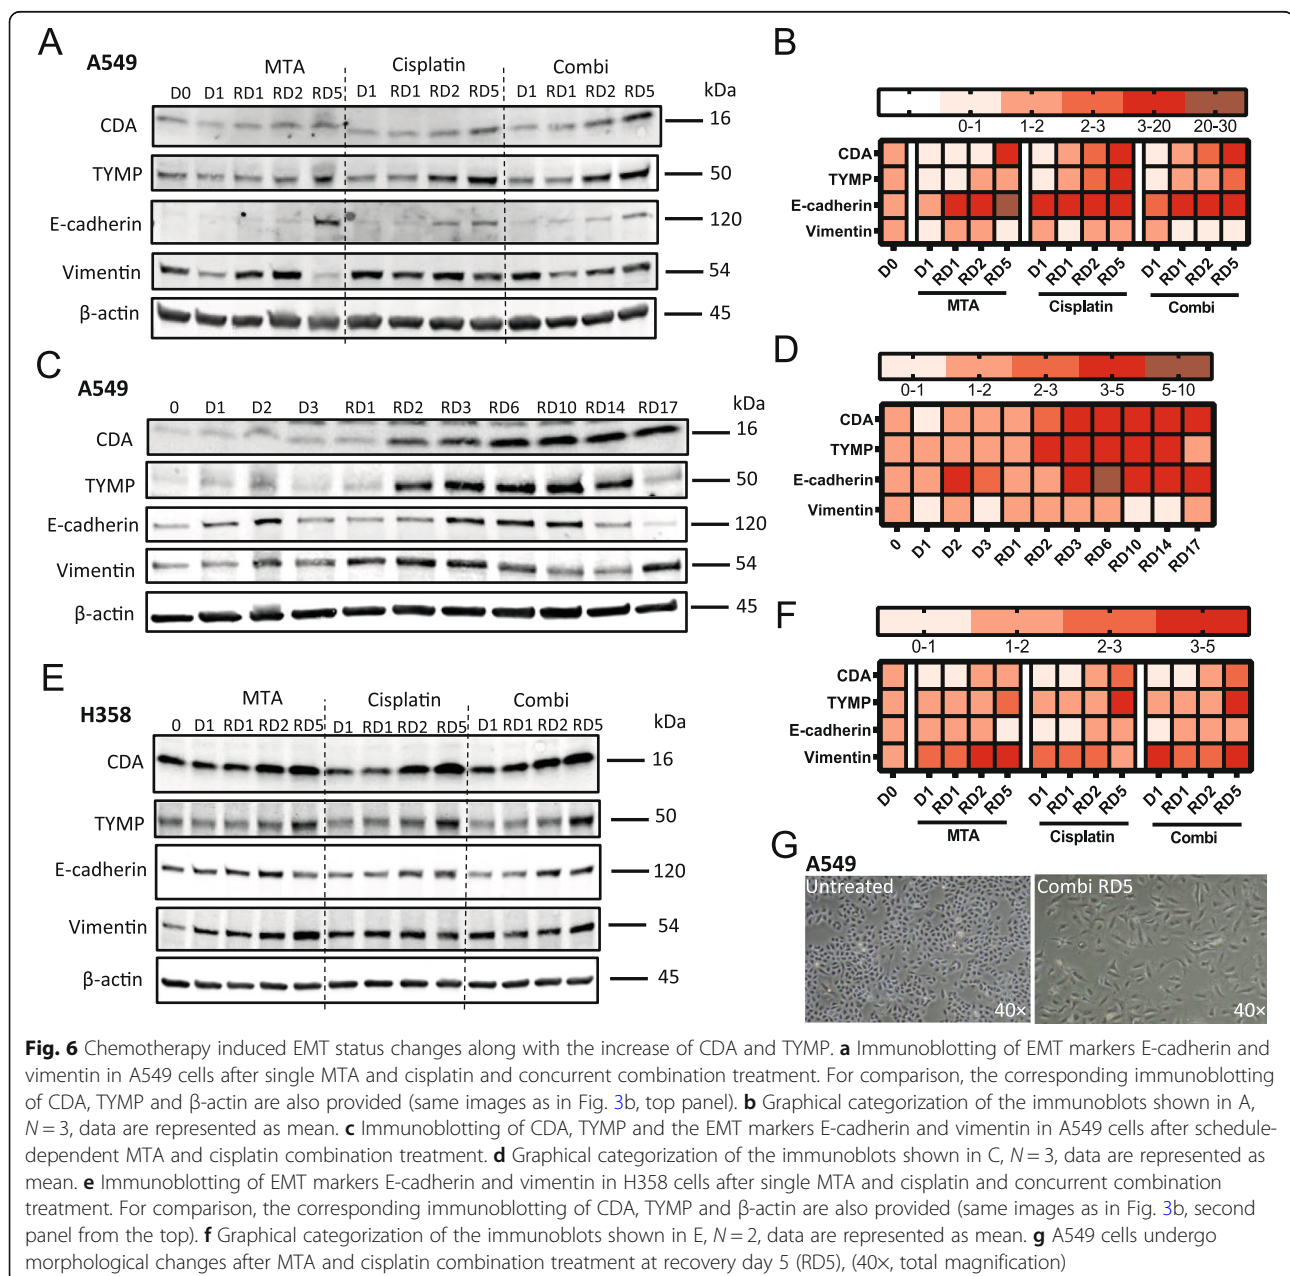 A
A549
MTA
Cisplatin
Combi
D0 D1 RD1 RD2 RD5 D1 RD1 RD2 RD5 D1 RD1 RD2 RD5
kDa
CDA
16
TYMP
50
E-cadherin
120
Vimentin
54
β-actin
45
B
0-1 1-2 2-3 3-20 20-30
CDA
TYMP
E-cadherin
Vimentin
D0 D1 RD1 RD2 RD5 D1 RD1 RD2 RD5 D1 RD1 RD2 RD5
MTA Cisplatin Combi
C
A549
0 D1 D2 D3 RD1 RD2 RD3 RD6 RD10 RD14 RD17
kDa
CDA
16
TYMP
50
E-cadherin
120
Vimentin
54
β-actin
45
D
0-1 1-2 2-3 3-5 5-10
CDA
TYMP
E-cadherin
Vimentin
0 D1 D2 D3 RD1 RD2 RD3 RD6 RD10 RD14 RD17
E
H358
MTA
Cisplatin
Combi
0 D1 RD1 RD2 RD5 D1 RD1 RD2 RD5 D1 RD1 RD2 RD5
kDa
CDA
16
TYMP
50
E-cadherin
120
Vimentin
54
β-actin
45
F
0-1 1-2 2-3 3-5
CDA
TYMP
E-cadherin
Vimentin
D0 D1 RD1 RD2 RD5 D1 RD1 RD2 RD5 D1 RD1 RD2 RD5
MTA Cisplatin Combi
G
A549
Untreated
40×
Combi RD5
40×
Fig. 6 Chemotherapy induced EMT status changes along with the increase of CDA and TYMP. a Immunoblotting of EMT markers E-cadherin and
vimentin in A549 cells after single MTA and cisplatin and concurrent combination treatment. For comparison, the corresponding immunoblotting
of CDA, TYMP and β-actin are also provided (same images as in Fig. 3b, top panel). b Graphical categorization of the immunoblots shown in A,
N = 3, data are represented as mean. c Immunoblotting of CDA, TYMP and the EMT markers E-cadherin and vimentin in A549 cells after schedule-
dependent MTA and cisplatin combination treatment. d Graphical categorization of the immunoblots shown in C, N = 3, data are represented as
mean. e Immunoblotting of EMT markers E-cadherin and vimentin in H358 cells after single MTA and cisplatin and concurrent combination
treatment. For comparison, the corresponding immunoblotting of CDA, TYMP and β-actin are also provided (same images as in Fig. 3b, second
panel from the top). f Graphical categorization of the immunoblots shown in E, N = 2, data are represented as mean. g A549 cells undergo
morphological changes after MTA and cisplatin combination treatment at recovery day 5 (RD5), (40×, total magnification)